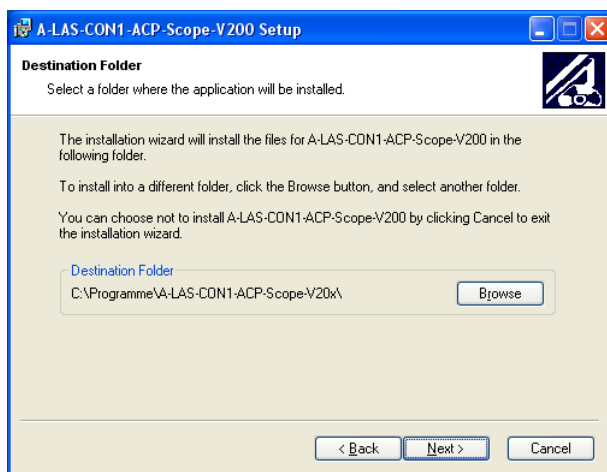 A-LAS-CON1-ACP-Scope-V200 Setup
Destination Folder
Select a folder where the application will be installed.
The installation wizard will install the files for A-LAS-CON1-ACP-Scope-V200 in the
following folder.
To install into a different folder, click the Browse button, and select another folder.
You can choose not to install A-LAS-CON1-ACP-Scope-V200 by clicking Cancel to exit
the installation wizard.
Destination Folder
C:\Programme\A-LAS-CON1-ACP-Scope-V20x\
Browse
< Back
Next >
Cancel